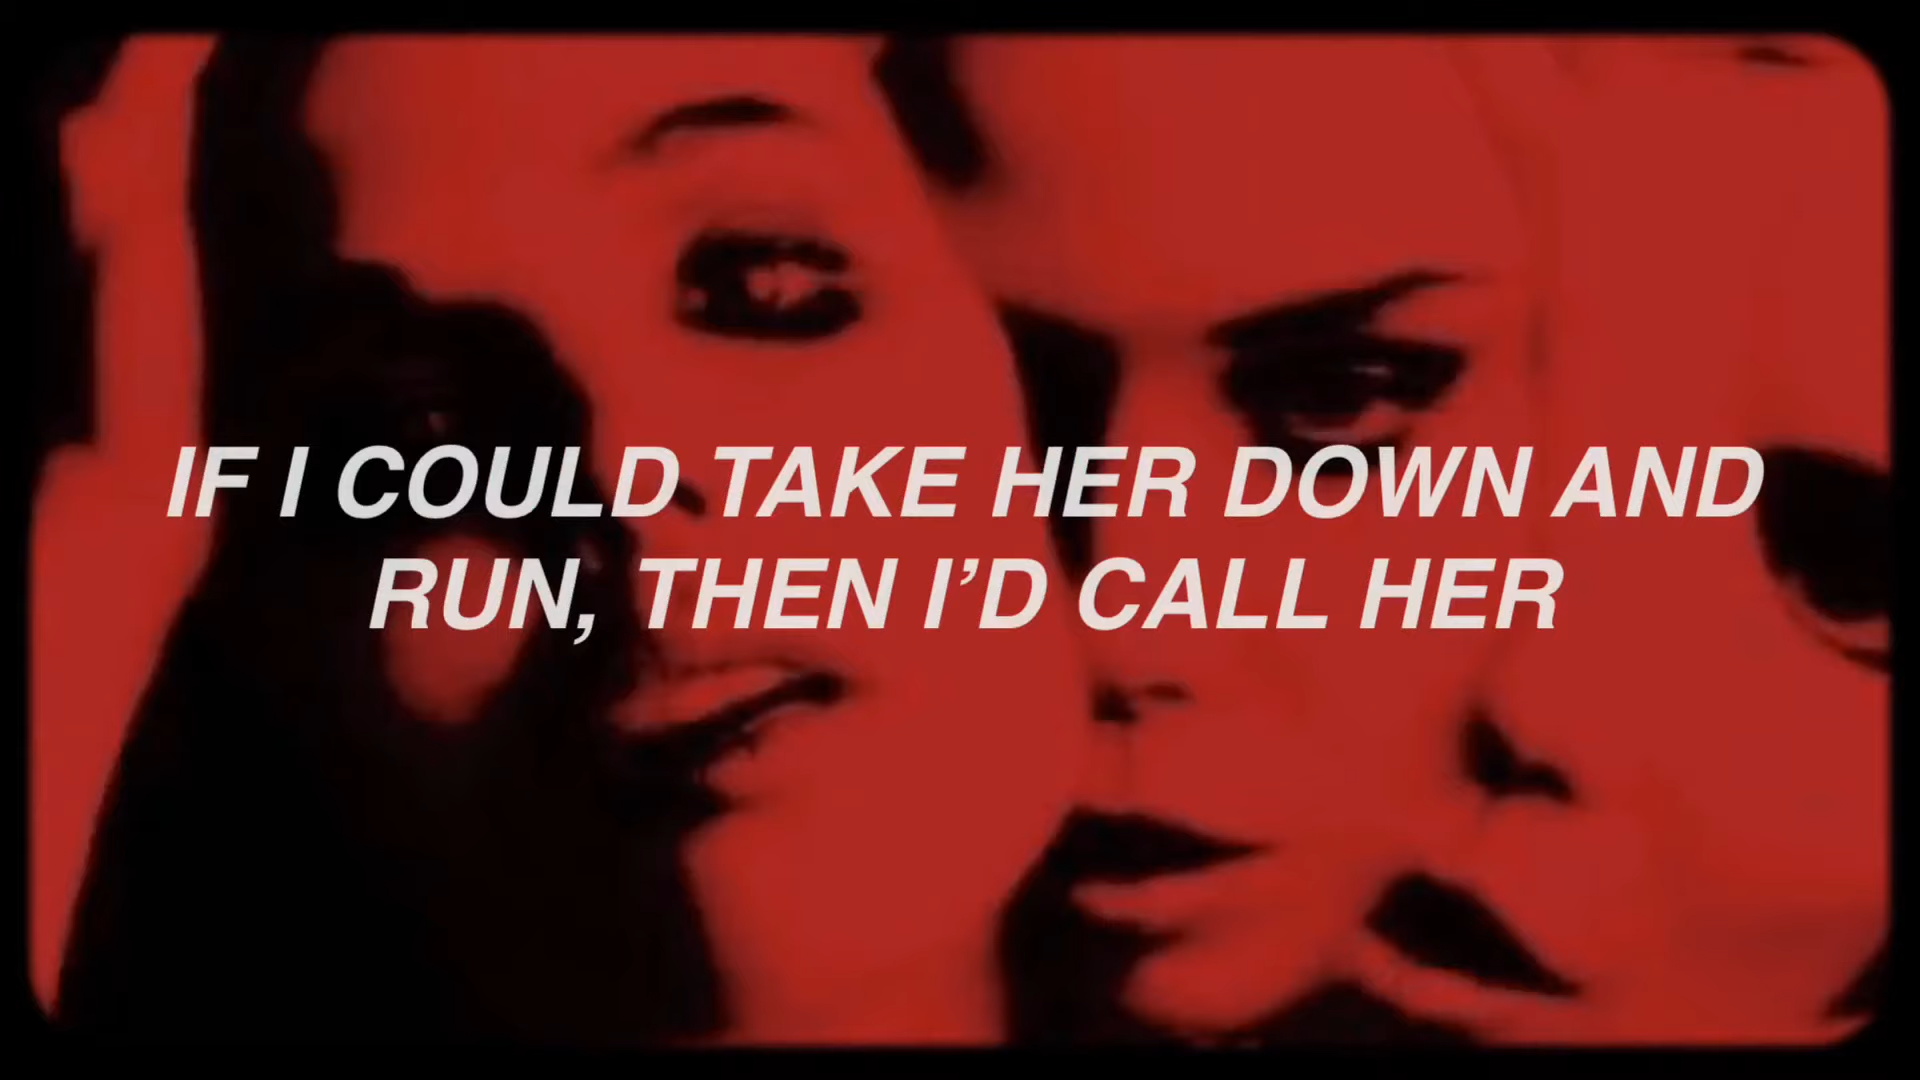 IF I COULD TAKE HER DOWN AND
RUN, THEN I’D CALL HER